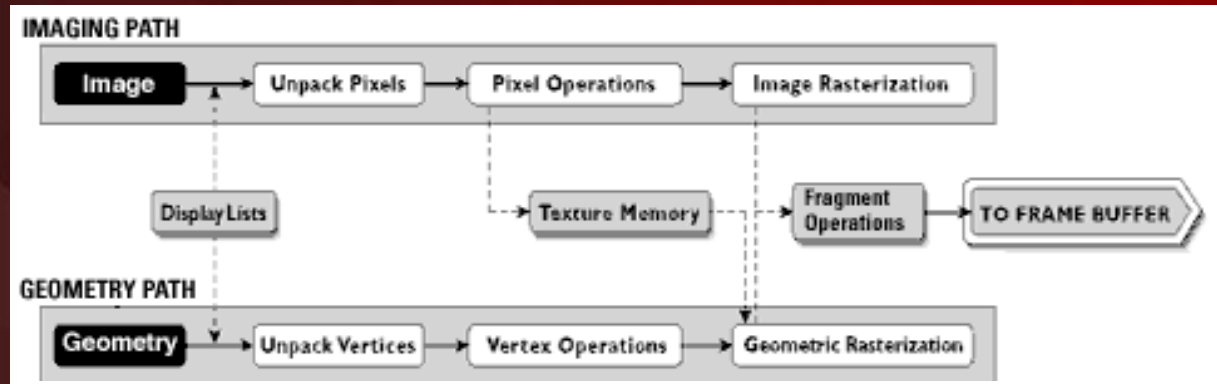 IMAGING PATH
Image
Unpack Pixels
Pixel Operations
Image Rasterization
Display Lists
Texture Memory
Fragment
Operations
TO FRAME BUFFER
GEOMETRY PATH
Geometry
Unpack Vertices
Vertex Operations
Geometric Rasterization